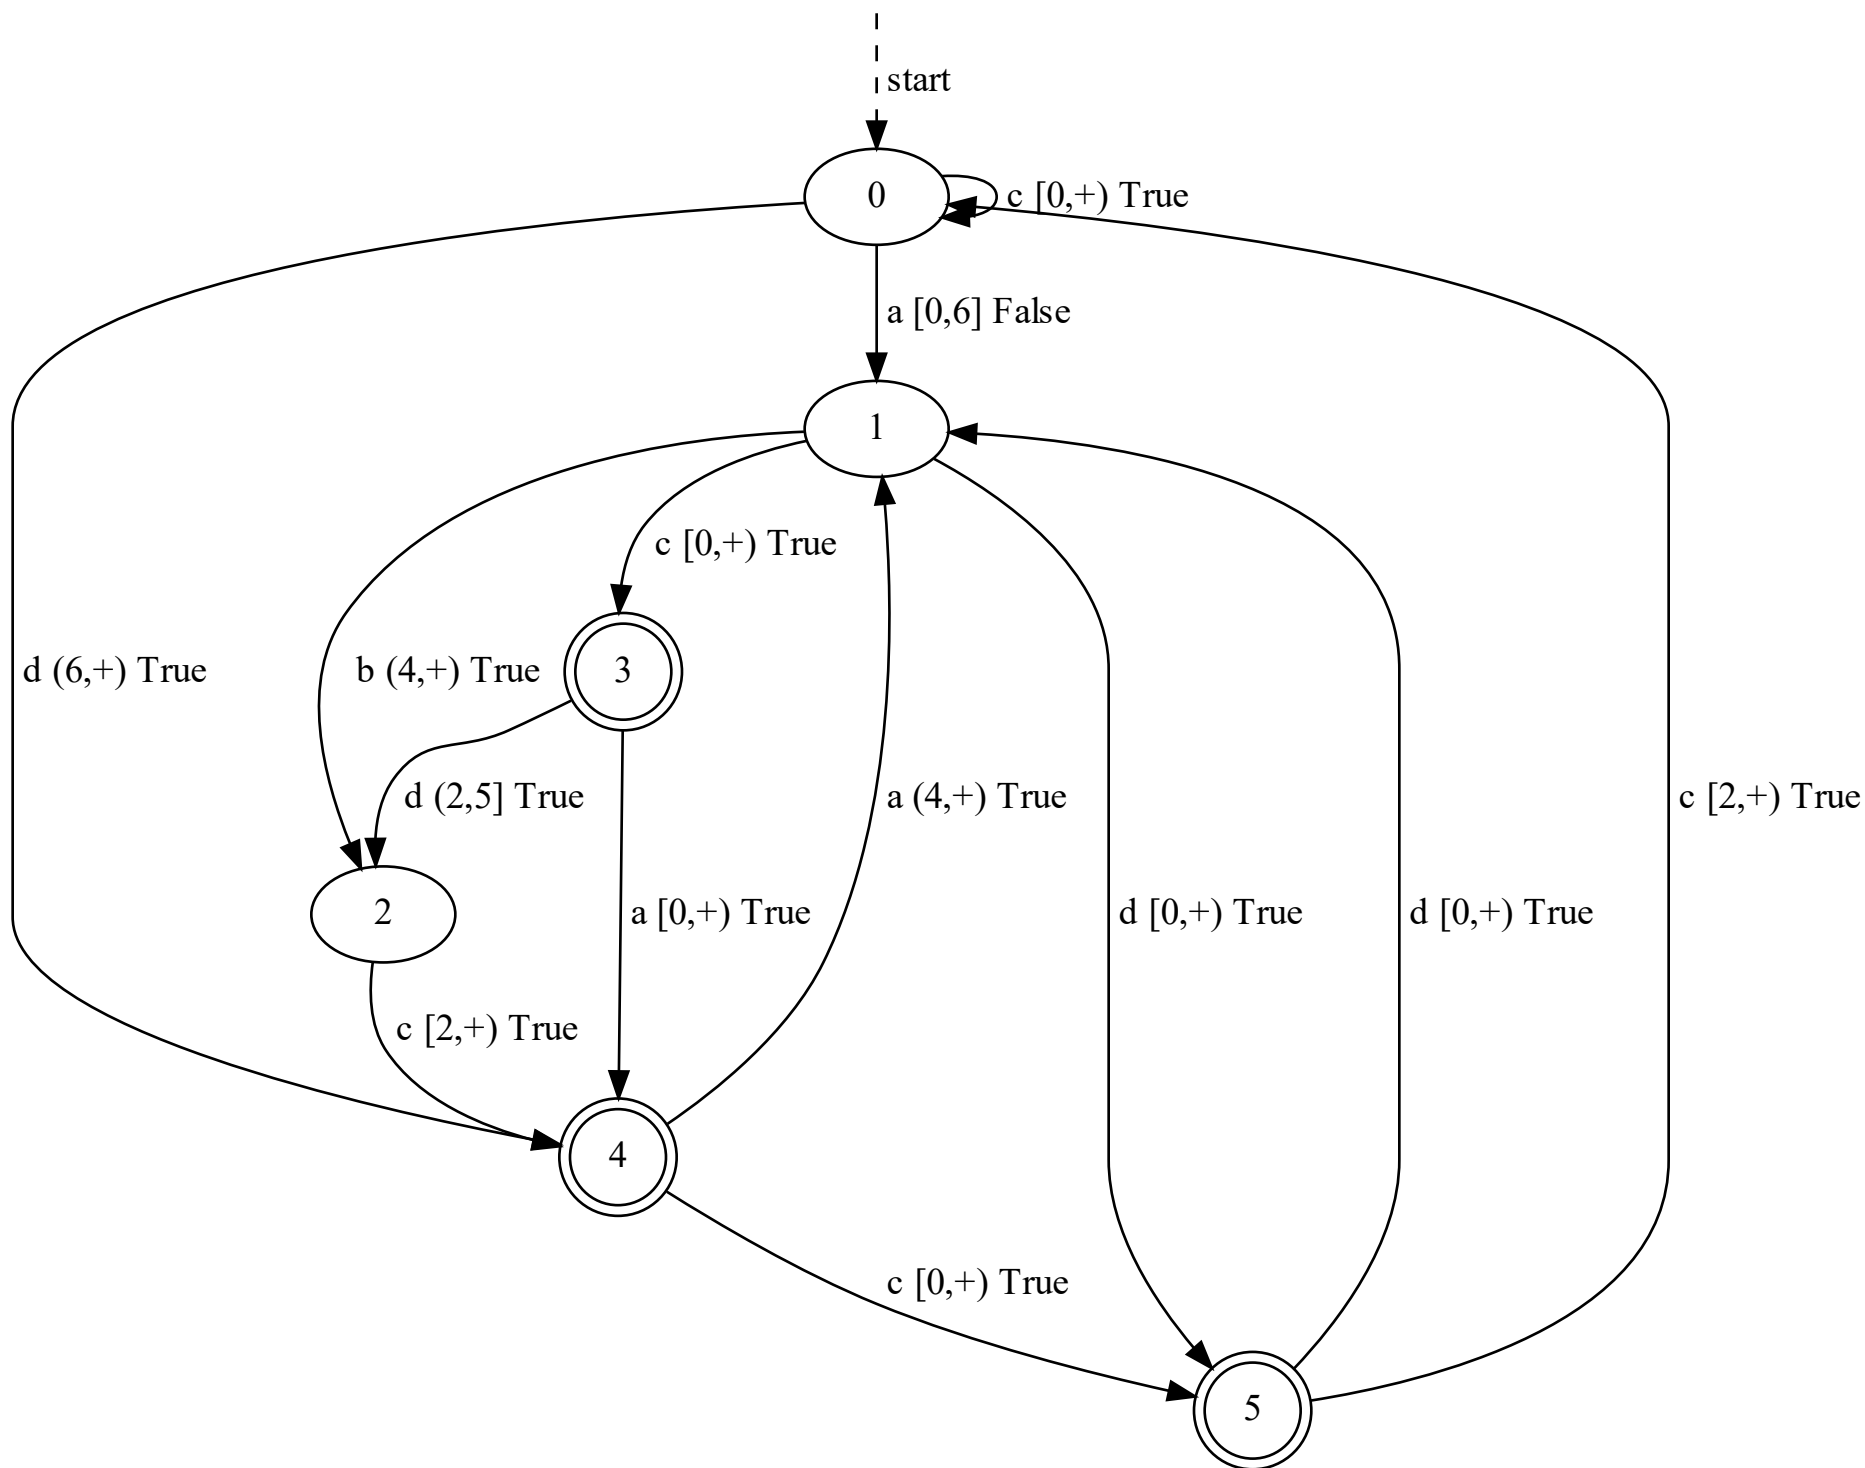 start
0
c [0,+) True
a [0,6] False
1
c [0,+) True
d (6,+) True
b (4,+) True
3
d (2,5] True
a (4,+) True
c [2,+) True
2
a [0,+) True
d [0,+) True
d [0,+) True
c [2,+) True
4
c [0,+) True
5